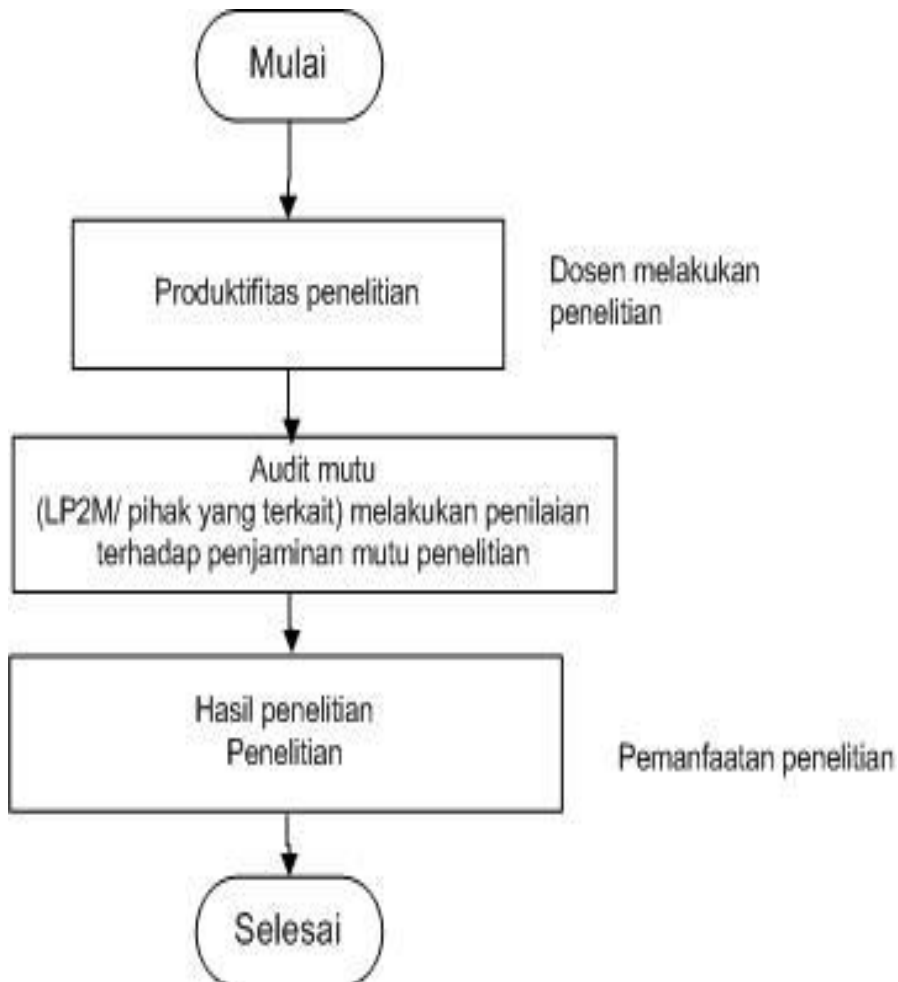 Mulai
Produktifitas penelitian
Dosen melakukan
penelitian
Audit mutu
(LP2M/ pihak yang terkait) melakukan penilaian
terhadap penjaminan mutu penelitian
Hasil penelitian
Penelitian
Pemanfaatan penelitian
Selesai